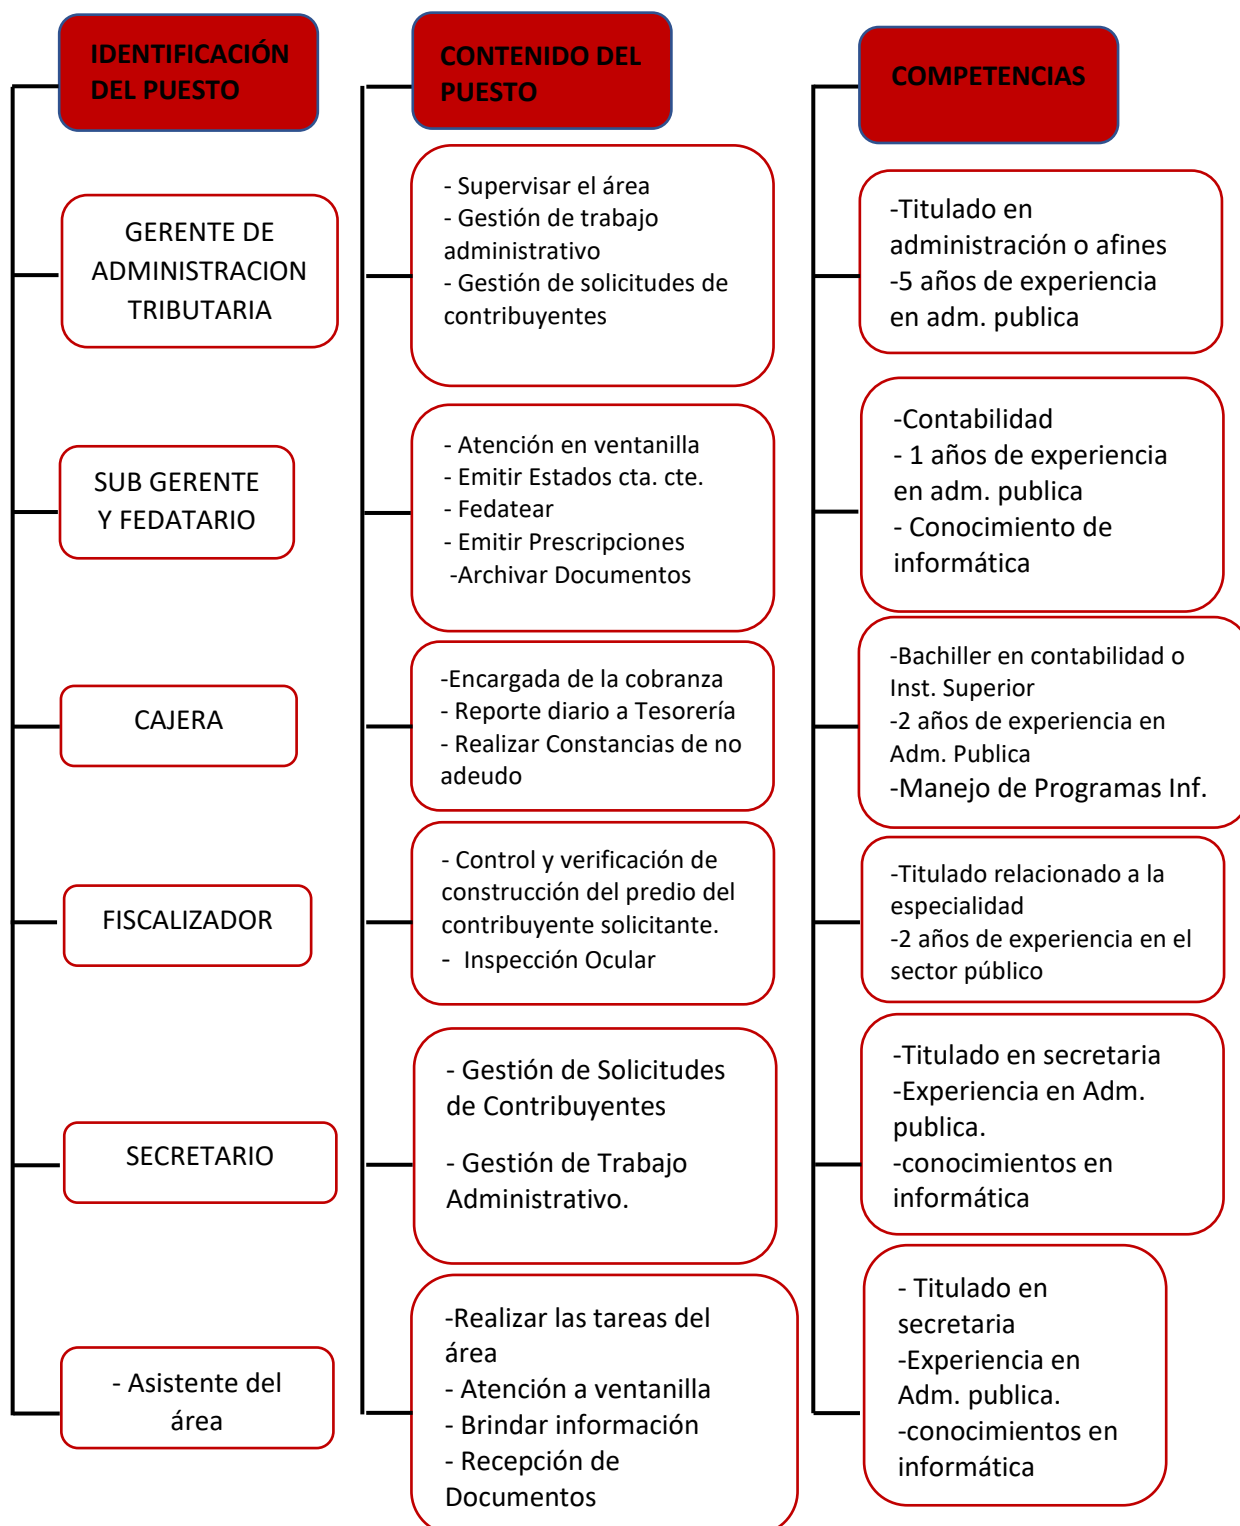 IDENTIFICACIÓN
DEL PUESTO
GERENTE DE
ADMINISTRACION
TRIBUTARIA
SUB GERENTE
Y FEDATARIO
CAJERA
FISCALIZADOR
SECRETARIO
- Asistente del
área
CONTENIDO DEL
PUESTO
- Supervisar el área
- Gestión de trabajo
administrativo
- Gestión de solicitudes de
contribuyentes
- Atención en ventanilla
- Emitir Estados cta. cte.
- Fedatear
- Emitir Prescripciones
-Archivar Documentos
-Encargada de la cobranza
- Reporte diario a Tesorería
- Realizar Constancias de no
adeudo
- Control y verificación de
construcción del predio del
contribuyente solicitante.
- Inspección Ocular
- Gestión de Solicitudes
de Contribuyentes
- Gestión de Trabajo
Administrativo.
-Realizar las tareas del
área
- Atención a ventanilla
- Brindar información
- Recepción de
Documentos
COMPETENCIAS
-Titulado en
administración o afines
-5 años de experiencia
en adm. publica
-Contabilidad
- 1 años de experiencia
en adm. publica
- Conocimiento de
informática
-Bachiller en contabilidad o
Inst. Superior
-2 años de experiencia en
Adm. Publica
-Manejo de Programas Inf.
-Titulado relacionado a la
especialidad
-2 años de experiencia en el
sector público
-Titulado en secretaria
-Experiencia en Adm.
publica.
-conocimientos en
informática
- Titulado en
secretaria
-Experiencia en
Adm. publica.
-conocimientos en
informática